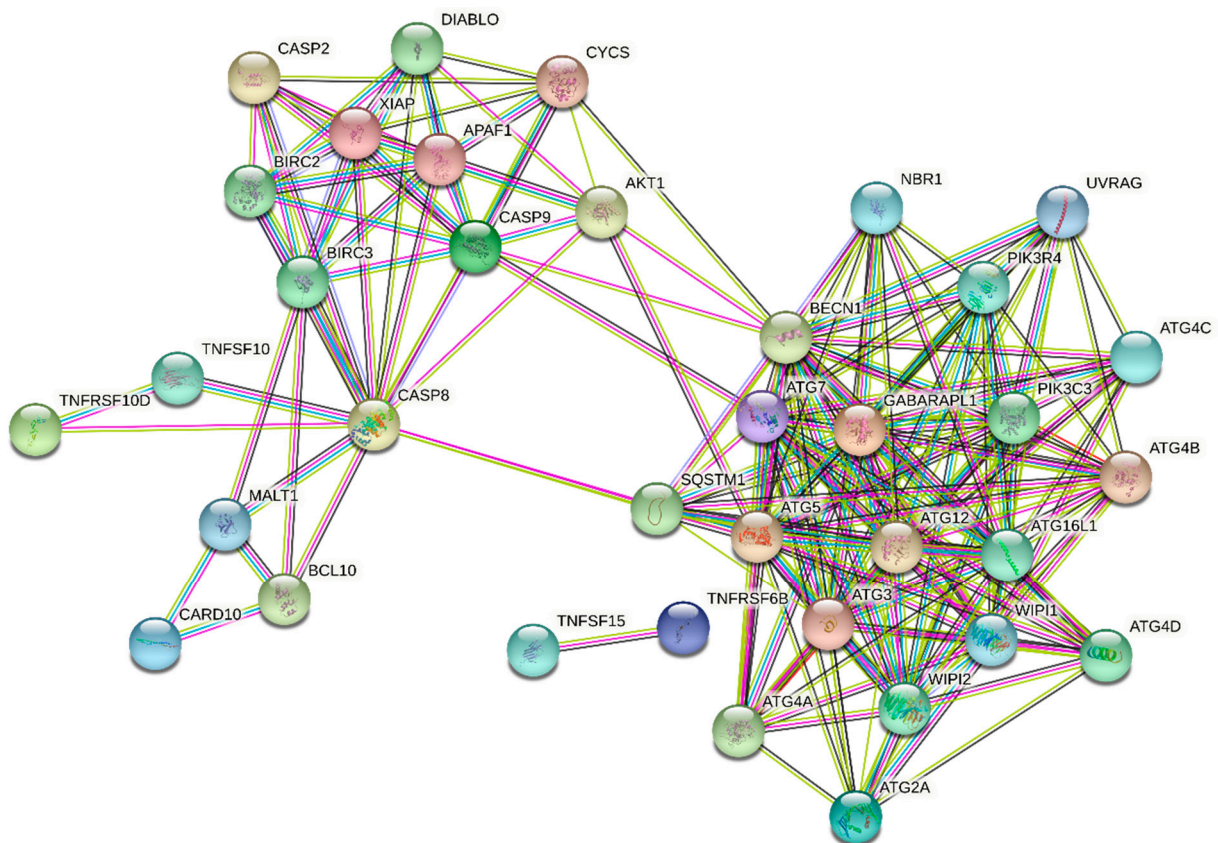 DIABLO
CASP2
CYCS
XIAP
APAF1
BIRC2
AKT1
NBR1
UVRAG
CASP9
BIRC3
PIK3R4
BECN1
ATG4C
TNFSF10
ATG7
PIK3C3
TNFRSF10D
CASP8
GABARAPL1
ATG4B
SQSTM1
MALT1
ATG5
ATG12
ATG16L1
BCL10
ATG3
CARD10
TNFSF15
TNFRSF6B
WIPI1
ATG4D
WIPI2
ATG4A
ATG2A